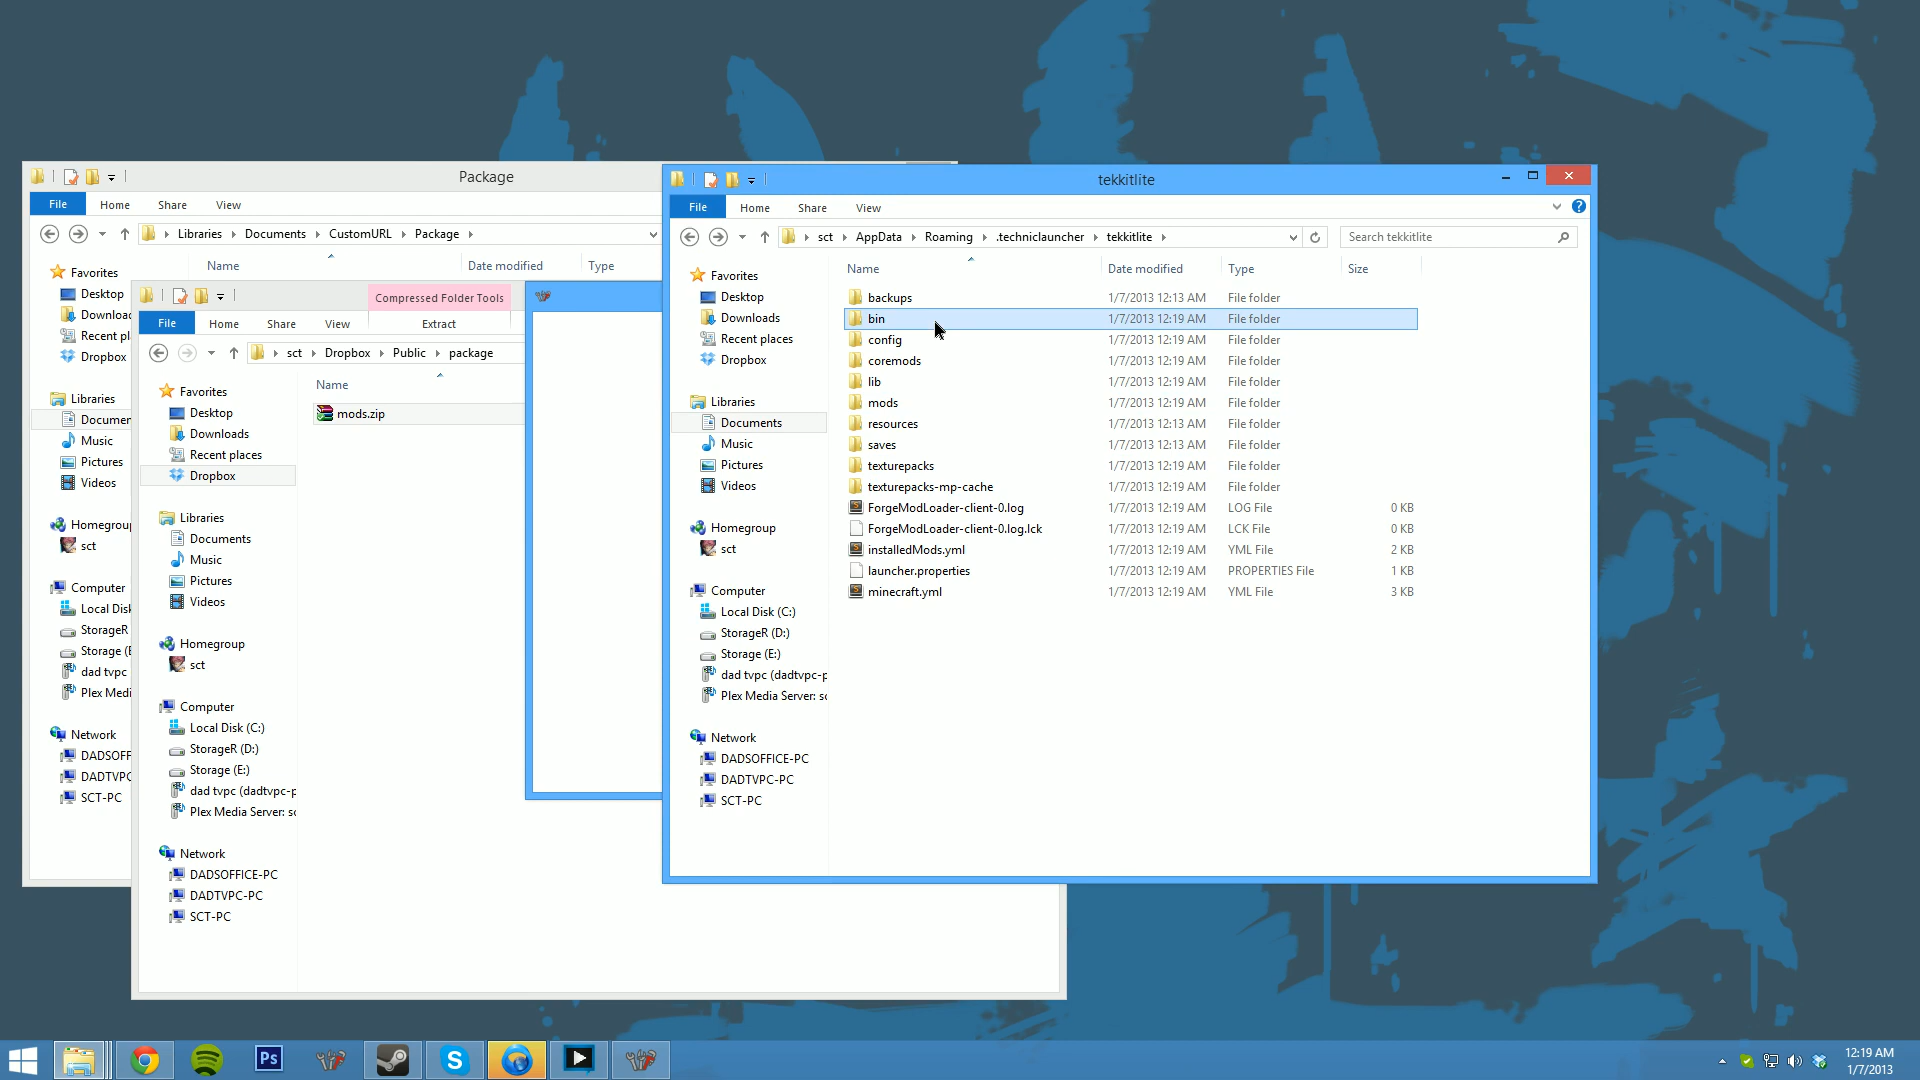 Package
File Home Share View
Libraries Documents CustomURL Package
Name Date modified Type
Favorites
Desktop
Recent
Dropbox
Libraries
Music
Pictures
Videos
sct
Computer
Local
StorageR
Storage
dad tvpc
Plex
Network
SCT-PC
Compressed Folder Tools
File Home Share View Extract
sct Dropbox Public package
Name
mods.zip
Favorites
Desktop
Downloads
Recent places
Dropbox
Libraries
Documents
Music
Pictures
Videos
Homegroup
sct
Computer
Local Disk (C:)
StorageR (D:)
Storage (E:)
dad tvpc (dadtvpc-p
Plex Media Server: sc
Network
DADSOFFICE-PC
DADTVPC-PC
SCT-PC
tekkitlite
File Home Share View
sct AppData Roaming .techniclauncher tekkitlite Search tekkitlite
Favorites
Desktop
Downloads
Recent places
Dropbox
Libraries
Documents
Music
Pictures
Videos
Homegroup
sct
Computer
Local Disk (C:)
StorageR (D:)
Storage (E:)
dad tvpc (dadtvpc-p
Plex Media Server: sc
Network
DADSOFFICE-PC
DADTVPC-PC
SCT-PC
Name Date modified Type Size
backups 1/7/2013 12:13 AM File folder
bin 1/7/2013 12:19 AM File folder
config 1/7/2013 12:19 AM File folder
coremods 1/7/2013 12:19 AM File folder
lib 1/7/2013 12:19 AM File folder
mods 1/7/2013 12:19 AM File folder
resources 1/7/2013 12:13 AM File folder
saves 1/7/2013 12:13 AM File folder
texturepacks 1/7/2013 12:19 AM File folder
texturepacks-mp-cache 1/7/2013 12:19 AM File folder
ForgeModLoader-client-0.log 1/7/2013 12:19 AM LOG File 0 KB
ForgeModLoader-client-0.log.lck 1/7/2013 12:19 AM LCK File 0 KB
installedMods.yml 1/7/2013 12:19 AM YML File 2 KB
launcher.properties 1/7/2013 12:19 AM PROPERTIES File 1 KB
minecraft.yml 1/7/2013 12:19 AM YML File 3 KB
Ps
12:19 AM
1/7/2013